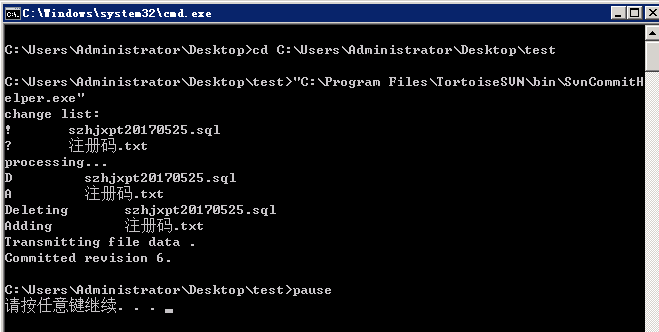 C:\Windows\system32\cmd.exe
C:\Users\Administrator\Desktop>cd C:\Users\Administrator\Desktop\test
C:\Users\Administrator\Desktop\test>"C:\Program Files\TortoiseSVN\bin\SvnCommitH
elper.exe"
change list:
!       szhjxpt20170525.sql
?       注册码.txt
processing...
D         szhjxpt20170525.sql
A         注册码.txt
Deleting       szhjxpt20170525.sql
Adding         注册码.txt
Transmitting file data .
Committed revision 6.
C:\Users\Administrator\Desktop\test>pause
请按任意键继续. . .